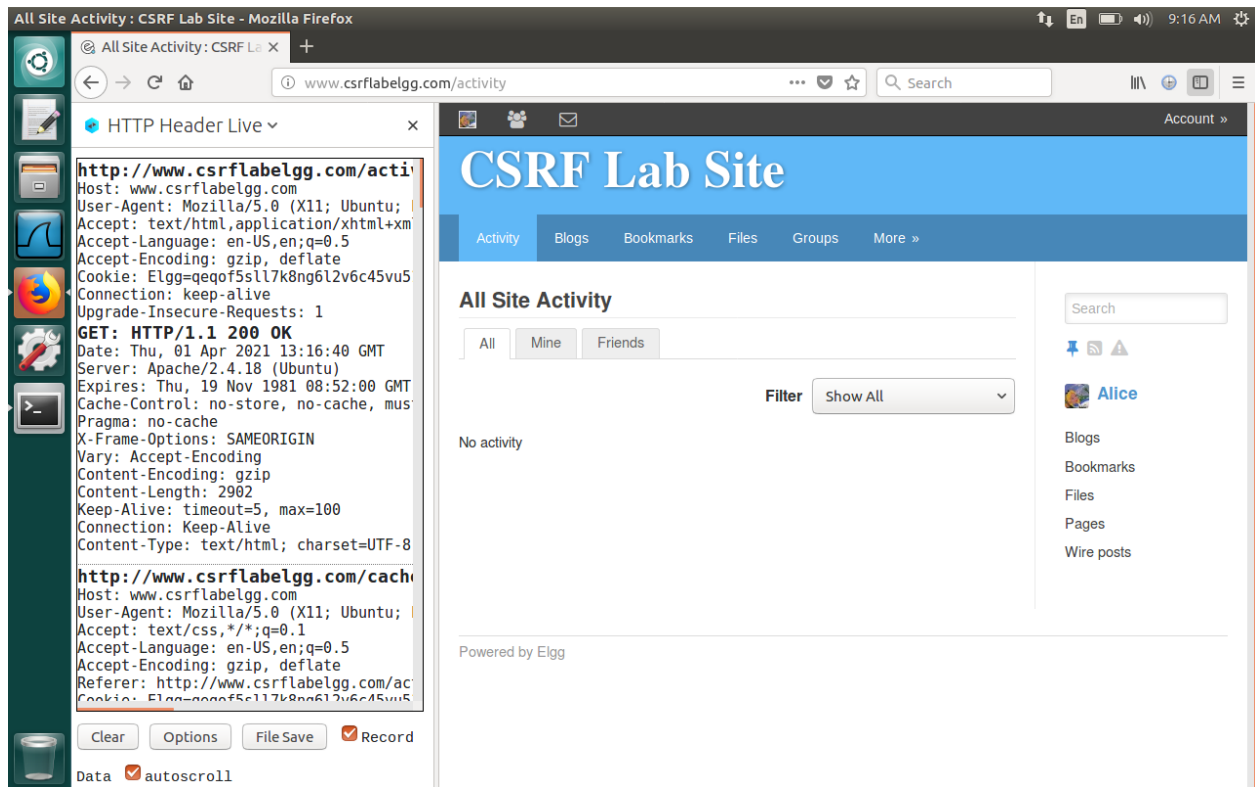 All Site Activity : CSRF Lab Site - Mozilla Firefox
En
9:16 AM
All Site Activity : CSRF La
www.csrflabelgg.com/activity
Search
HTTP Header Live
http://www.csrflabelgg.com/activ
Host: www.csrflabelgg.com
User-Agent: Mozilla/5.0 (X11; Ubuntu;
Accept: text/html,application/xhtml+xm
Accept-Language: en-US,en;q=0.5
Accept-Encoding: gzip, deflate
Cookie: Elgg=qeqof5sll7k8ng6l2v6c45vu5
Connection: keep-alive
Upgrade-Insecure-Requests: 1
GET: HTTP/1.1 200 OK
Date: Thu, 01 Apr 2021 13:16:40 GMT
Server: Apache/2.4.18 (Ubuntu)
Expires: Thu, 19 Nov 1981 08:52:00 GMT
Cache-Control: no-store, no-cache, mus
Pragma: no-cache
X-Frame-Options: SAMEORIGIN
Vary: Accept-Encoding
Content-Encoding: gzip
Content-Length: 2902
Keep-Alive: timeout=5, max=100
Connection: Keep-Alive
Content-Type: text/html; charset=UTF-8
http://www.csrflabelgg.com/cach
Host: www.csrflabelgg.com
User-Agent: Mozilla/5.0 (X11; Ubuntu;
Accept: text/css,*/*;q=0.1
Accept-Language: en-US,en;q=0.5
Accept-Encoding: gzip, deflate
Referer: http://www.csrflabelgg.com/ac
Cookie: Elgg=qeqof5sll7k8ng6l2v6c45vu5
Clear
Options
File Save
Record
Data
autoscroll
Account »
CSRF Lab Site
Activity
Blogs
Bookmarks
Files
Groups
More »
All Site Activity
All
Mine
Friends
Filter
Show All
No activity
Search
Alice
Blogs
Bookmarks
Files
Pages
Wire posts
Powered by Elgg